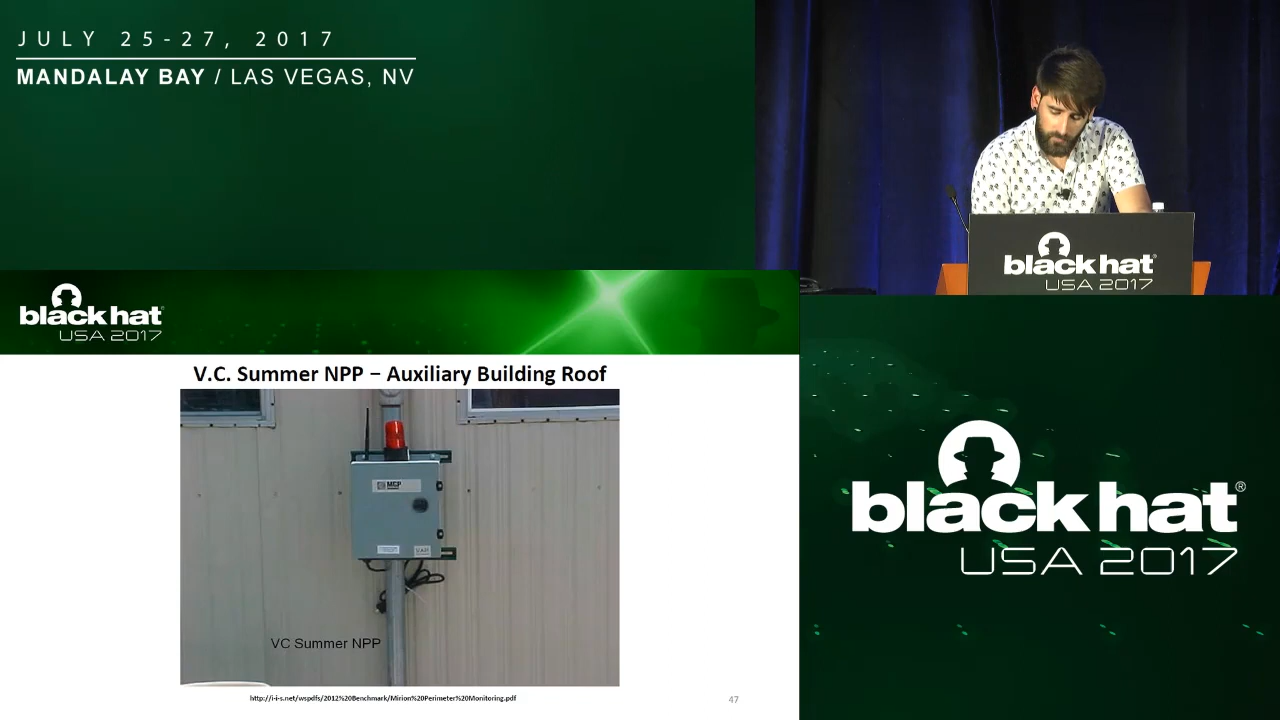 JULY 25-27, 2017
MANDALAY BAY / LAS VEGAS, NV
black hat®
USA 2017
black hat
USA 2017
V.C. Summer NPP – Auxiliary Building Roof
MGP
VC Summer NPP
http://i-i-s.net/wspdfs/2012%20Benchmark/Mirion%20Perimeter%20Monitoring.pdf
47
black hat®
USA 2017